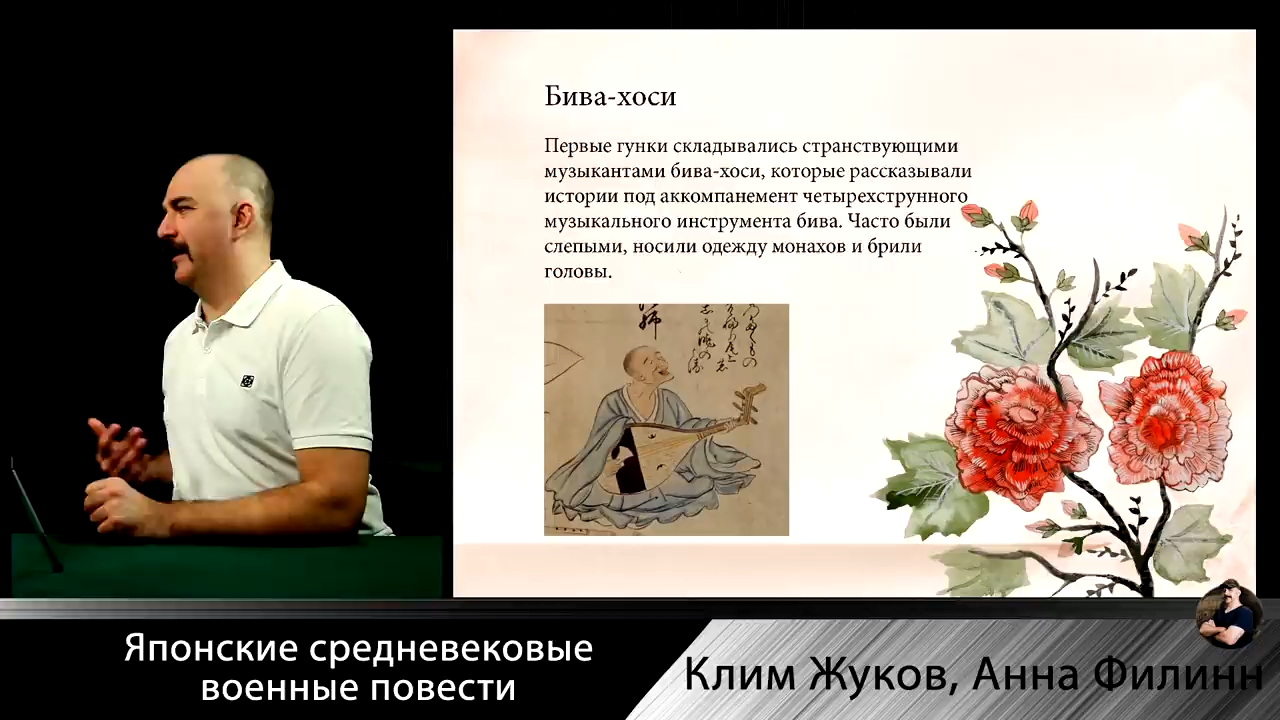 Бива-хоси
Первые гунки складывались странствующими
музыкантами бива-хоси, которые рассказывали
истории под аккомпанемент четырехструнного
музыкального инструмента бива. Часто были
слепыми, носили одежду монахов и брили
головы.
Японские средневековые
военные повести
Клим Жуков, Анна Филинн